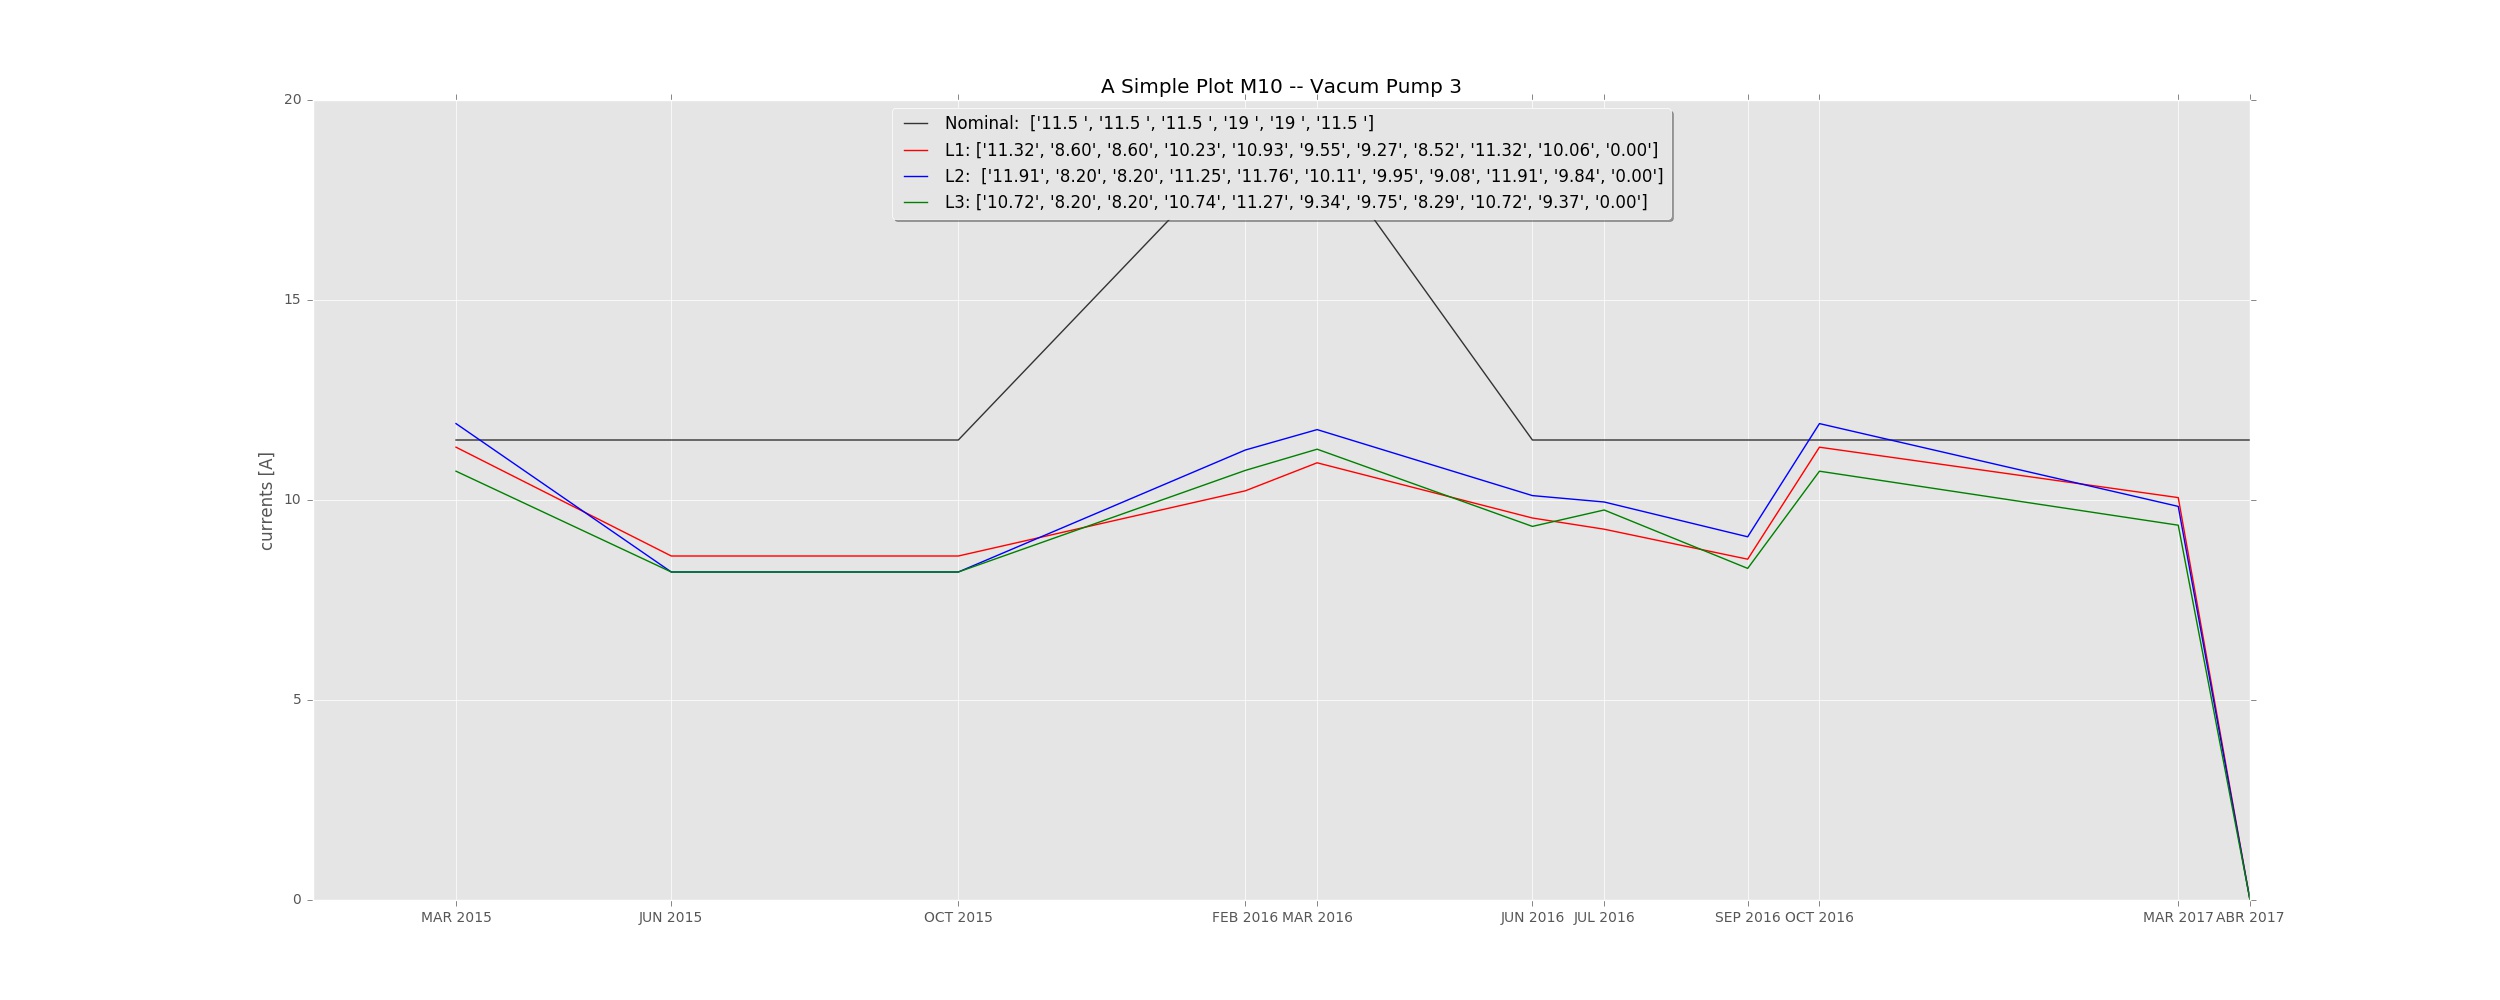 A Simple Plot M10 -- Vacum Pump 3
Nominal:  ['11.5 ', '11.5 ', '11.5 ', '19 ', '19 ', '11.5 ']
L1: ['11.32', '8.60', '8.60', '10.23', '10.93', '9.55', '9.27', '8.52', '11.32', '10.06', '0.00']
L2:  ['11.91', '8.20', '8.20', '11.25', '11.76', '10.11', '9.95', '9.08', '11.91', '9.84', '0.00']
L3: ['10.72', '8.20', '8.20', '10.74', '11.27', '9.34', '9.75', '8.29', '10.72', '9.37', '0.00']
20
15
10
5
0
currents [A]
MAR 2015 JUN 2015 OCT 2015 FEB 2016 MAR 2016 JUN 2016 JUL 2016 SEP 2016 OCT 2016 MAR 2017 ABR 2017